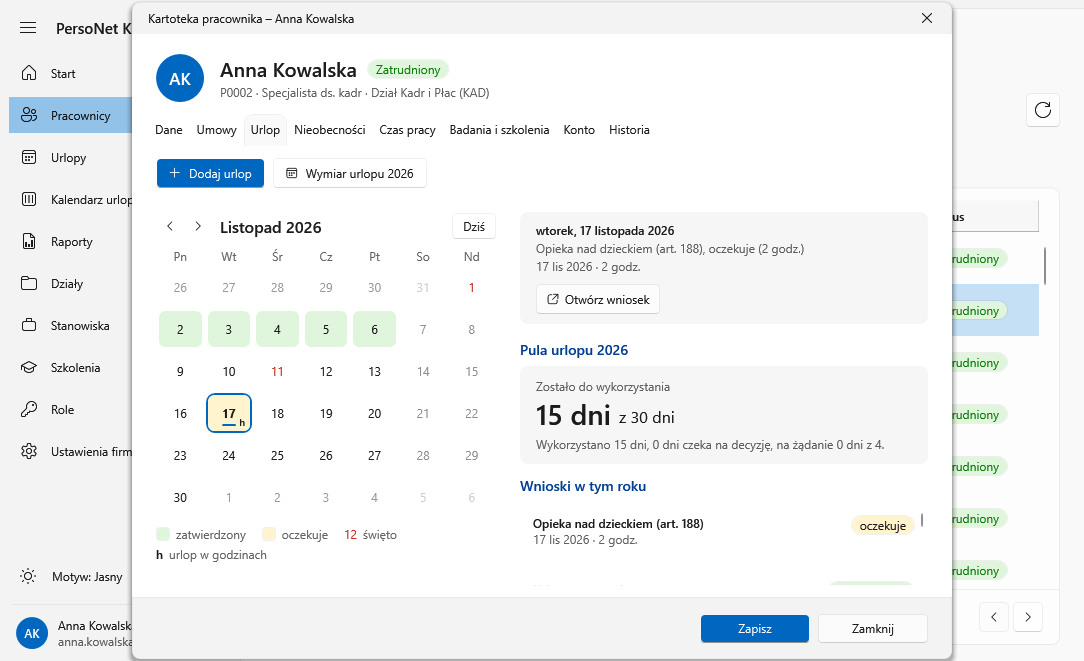 Kartoteka pracownika – Anna Kowalska
PersoNet K
Start
Pracownicy
Urlopy
Kalendarz urlop
Raporty
Działy
Stanowiska
Szkolenia
Role
Ustawienia firm
Motyw: Jasny
AK
Anna Kowalsk
anna.kowalska
AK
Anna Kowalska
Zatrudniony
P0002 · Specjalista ds. kadr · Dział Kadr i Płac (KAD)
Dane Umowy Urlop Nieobecności Czas pracy Badania i szkolenia Konto Historia
Dodaj urlop
Wymiar urlopu 2026
Listopad 2026
Dziś
Pn Wt Śr Cz Pt So Nd
26 27 28 29 30 31 1
2 3 4 5 6 7 8
9 10 11 12 13 14 15
16 17 h 18 19 20 21 22
23 24 25 26 27 28 29
30 1 2 3 4 5 6
zatwierdzony oczekuje 12 święto
h urlop w godzinach
wtorek, 17 listopada 2026
Opieka nad dzieckiem (art. 188), oczekuje (2 godz.)
17 lis 2026 · 2 godz.
Otwórz wniosek
Pula urlopu 2026
Zostało do wykorzystania
15 dni z 30 dni
Wykorzystano 15 dni, 0 dni czeka na decyzję, na żądanie 0 dni z 4.
Wnioski w tym roku
Opieka nad dzieckiem (art. 188)
17 lis 2026 · 2 godz.
oczekuje
Zapisz
Zamknij
us
rudniony
rudniony
rudniony
rudniony
rudniony
rudniony
rudniony